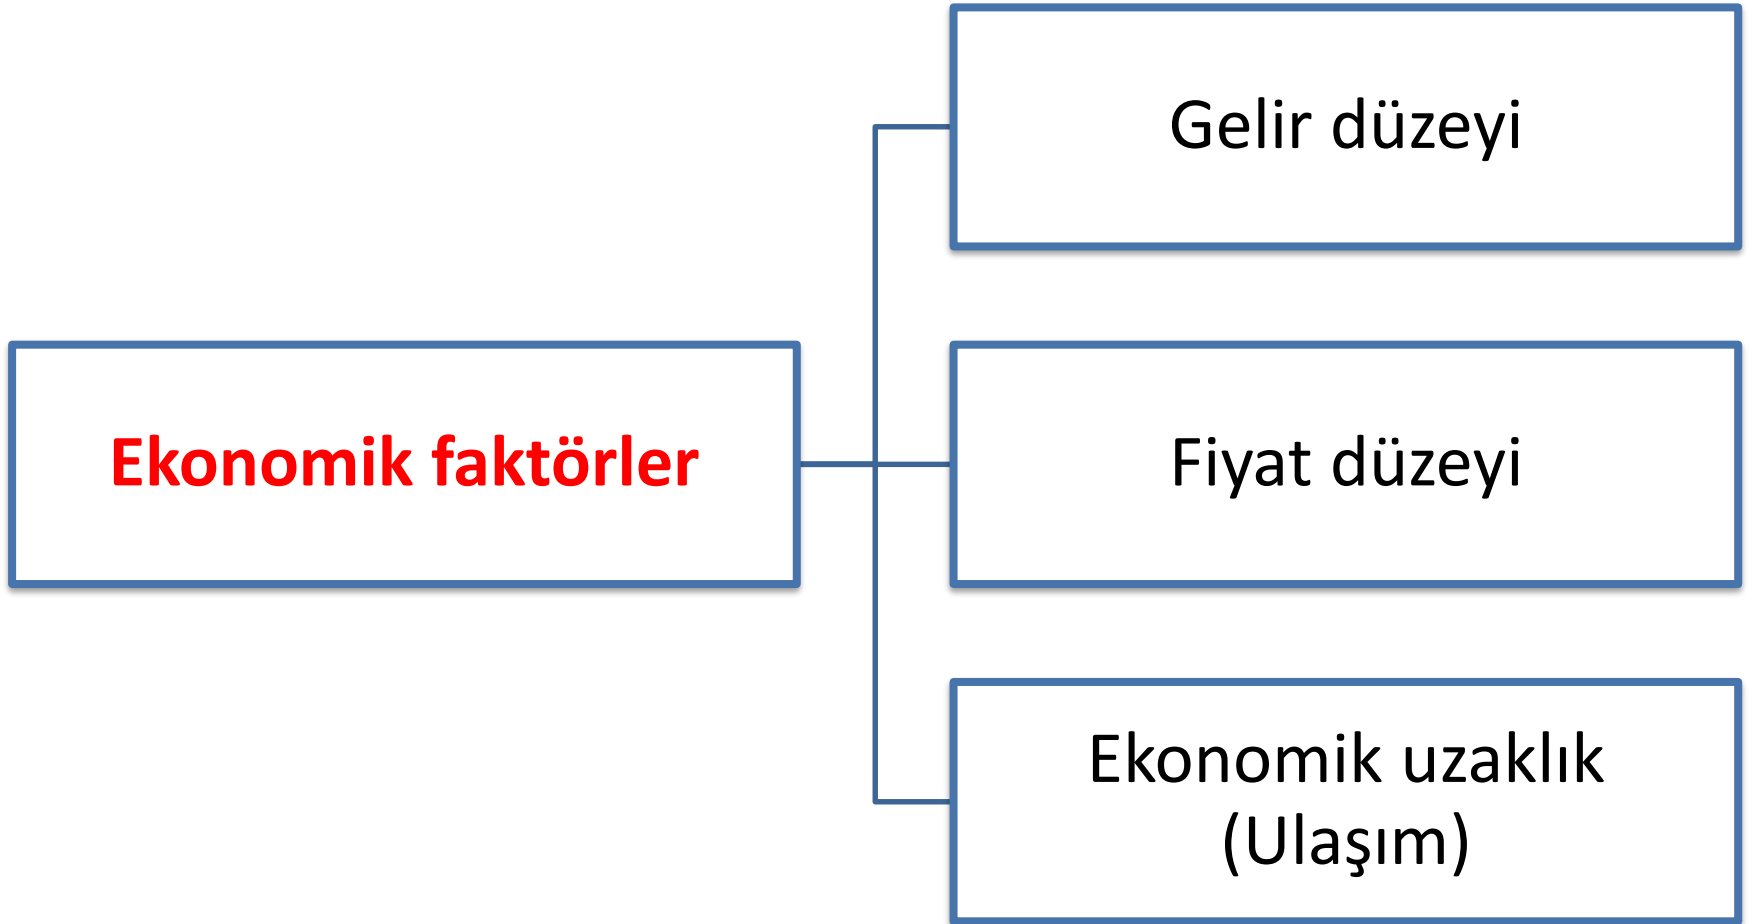 Gelir düzeyi
Ekonomik faktörler
Fiyat düzeyi
Ekonomik uzaklık
(Ulaşım)